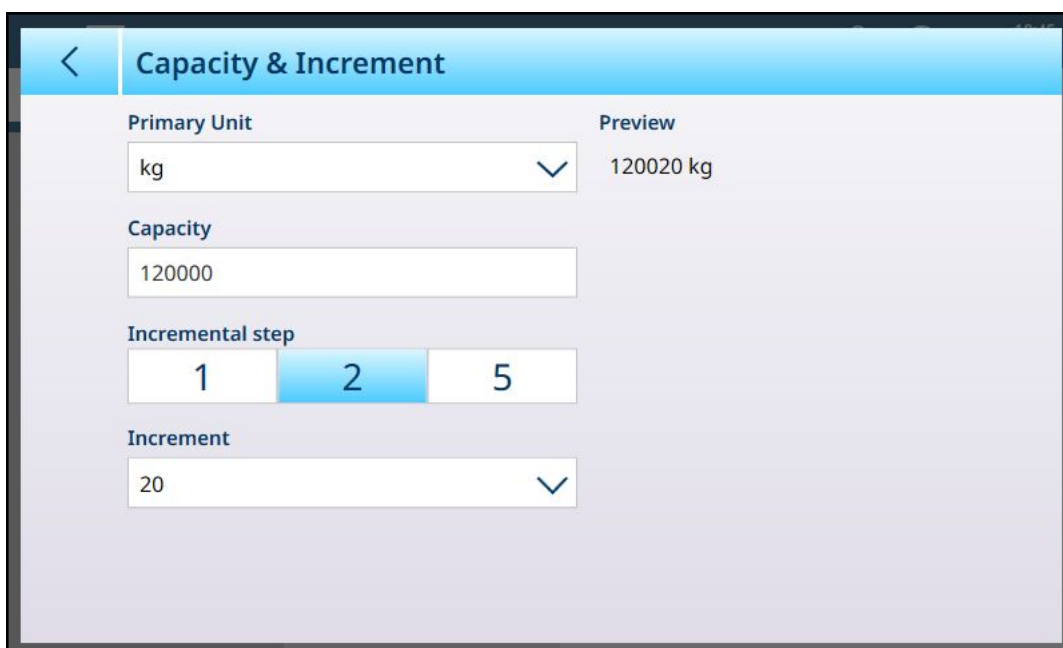 Capacity & Increment
Primary Unit
kg
Preview
120020 kg
Capacity
120000
Incremental step
1 2 5
Increment
20